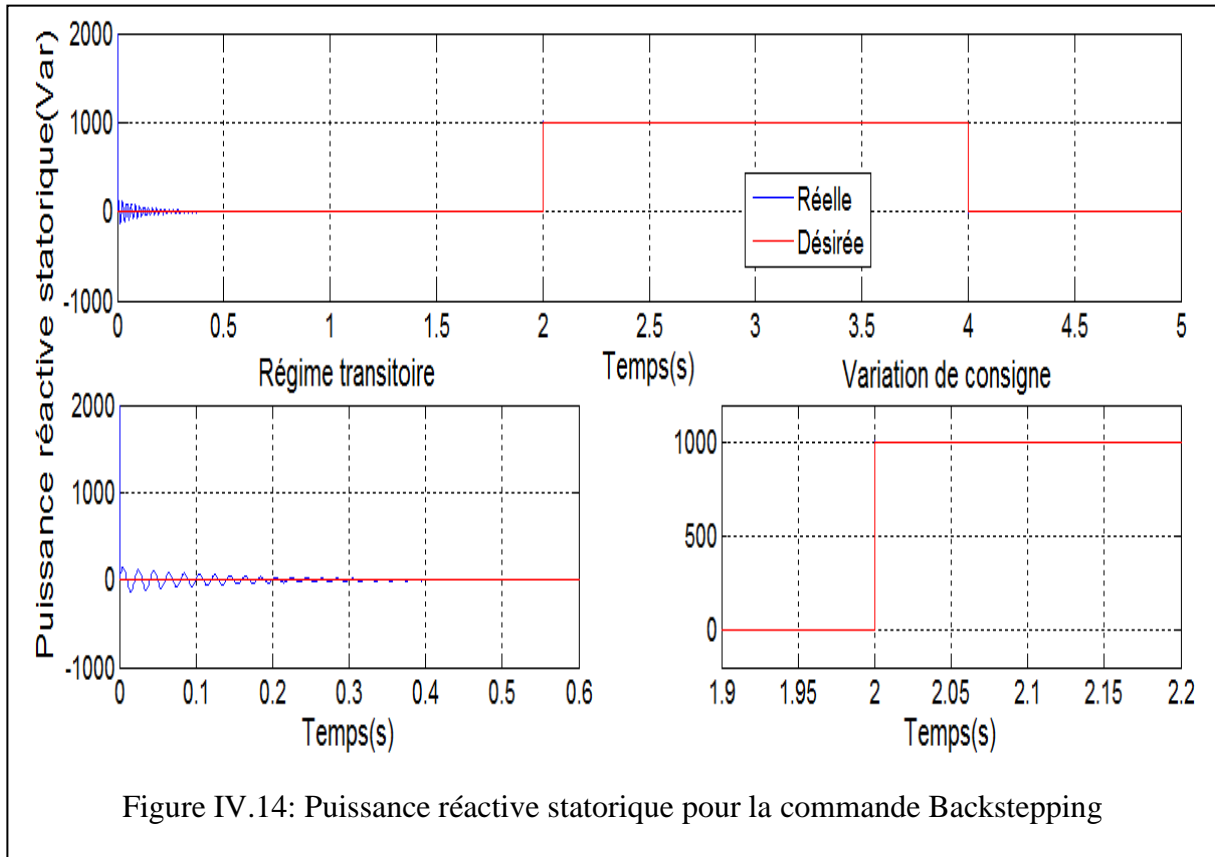 Puissance réactive statorique(Var)
2000
1000
0
-1000
0 0.5 1 1.5 2 2.5 3 3.5 4 4.5 5
Réelle
Désirée
Temps(s)
Régime transitoire
2000
1000
0
-1000
0 0.1 0.2 0.3 0.4 0.5 0.6
Temps(s)
Variation de consigne
1000
500
0
1.9 1.95 2 2.05 2.1 2.15 2.2
Temps(s)
Figure IV.14: Puissance réactive statorique pour la commande Backstepping